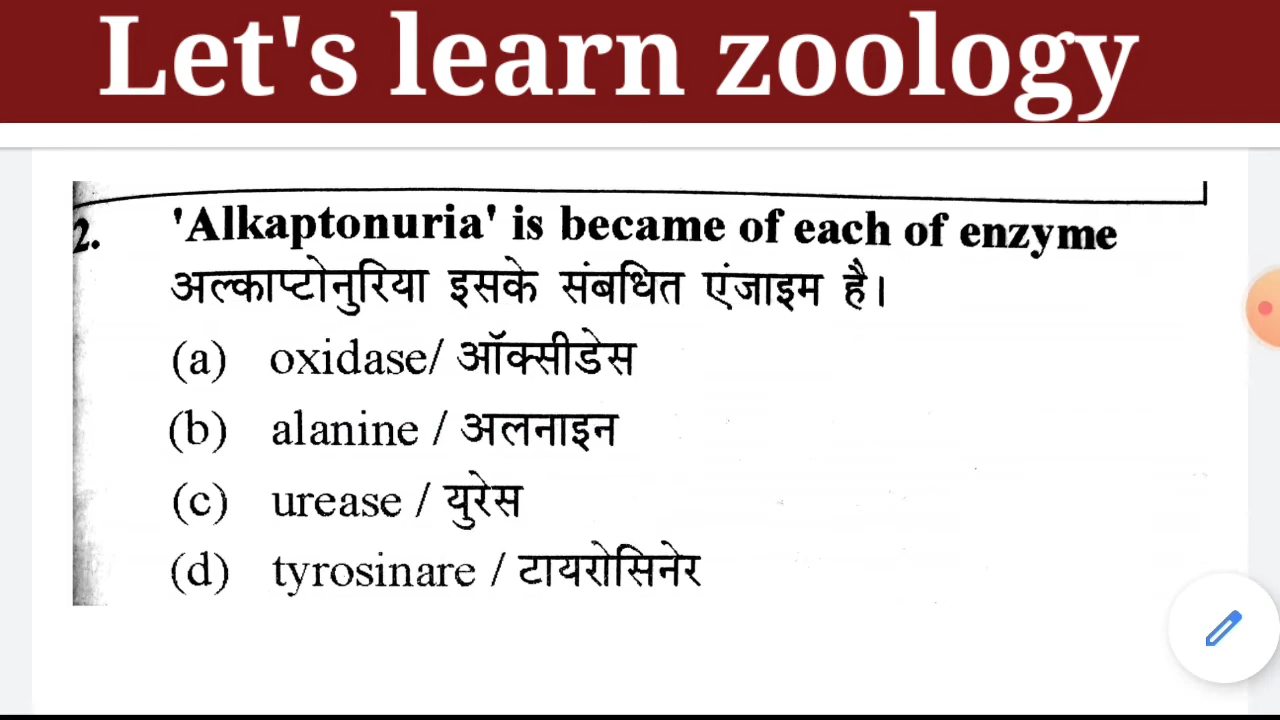 Let's learn zoology
2. 'Alkaptonuria' is became of each of enzyme
अल्काप्टोनुरिया इसके संबधित एंजाइम है।
(a) oxidase/ ऑक्सीडेस
(b) alanine / अलनाइन
(c) urease / युरेस
(d) tyrosinare / टायरोसिनेर